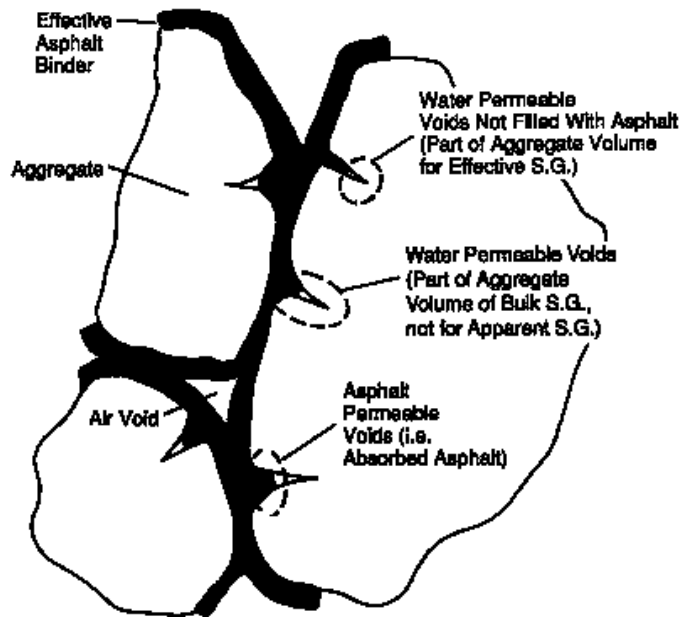 Effective
Asphalt
Binder
Water Permeable
Voids Not Filled With Asphalt
(Part of Aggregate Volume
for Effective S.G.)
Aggregate
Water Permeable Voids
(Part of Aggregate
Volume of Bulk S.G.,
not for Apparent S.G.)
Air Void
Asphalt
Permeable
Voids (i.e.
Absorbed Asphalt)